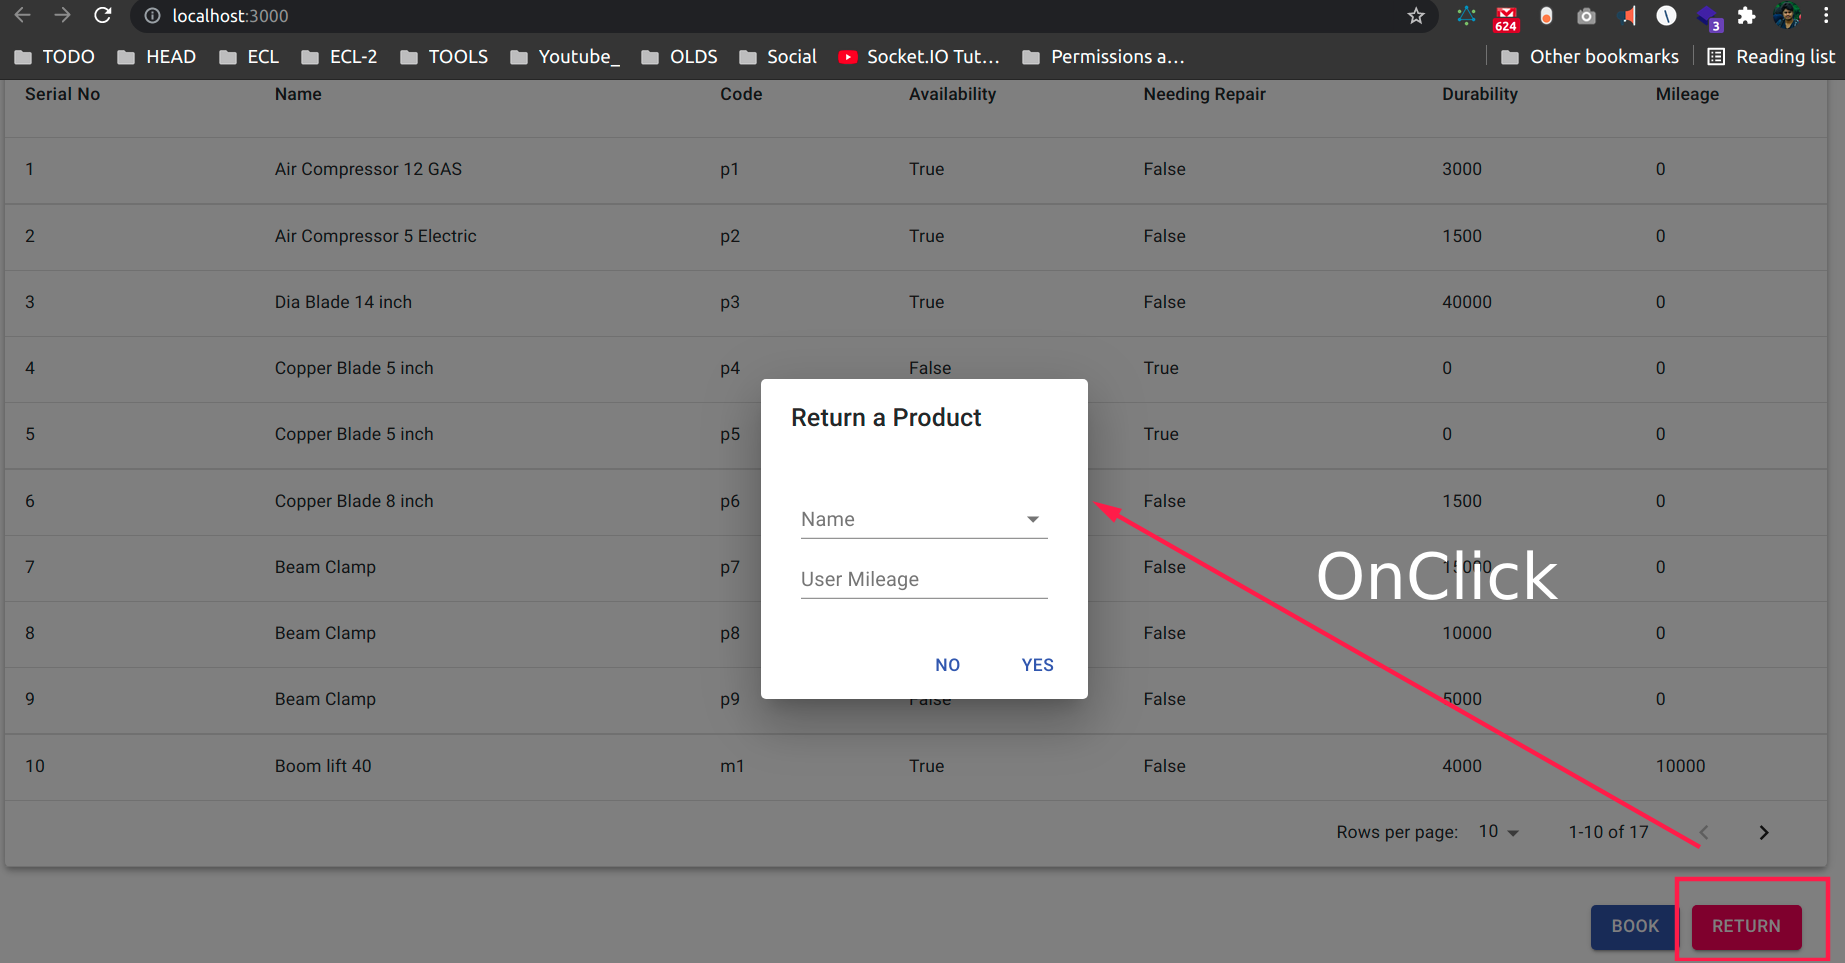 localhost:3000
624
3
TODO HEAD ECL ECL-2 TOOLS Youtube_ OLDS Social Socket.IO Tut... Permissions a... Other bookmarks Reading list
Serial No Name Code Availability Needing Repair Durability Mileage
1 Air Compressor 12 GAS p1 True False 3000 0
2 Air Compressor 5 Electric p2 True False 1500 0
3 Dia Blade 14 inch p3 True False 40000 0
4 Copper Blade 5 inch p4 False True 0 0
5 Copper Blade 5 inch p5 True 0 0
6 Copper Blade 8 inch p6 False 1500 0
7 Beam Clamp p7 False 15000 0
8 Beam Clamp p8 False 10000 0
9 Beam Clamp p9 False False 5000 0
10 Boom lift 40 m1 True False 4000 10000
Return a Product
Name
User Mileage
NO YES
OnClick
Rows per page: 10 1-10 of 17
BOOK RETURN